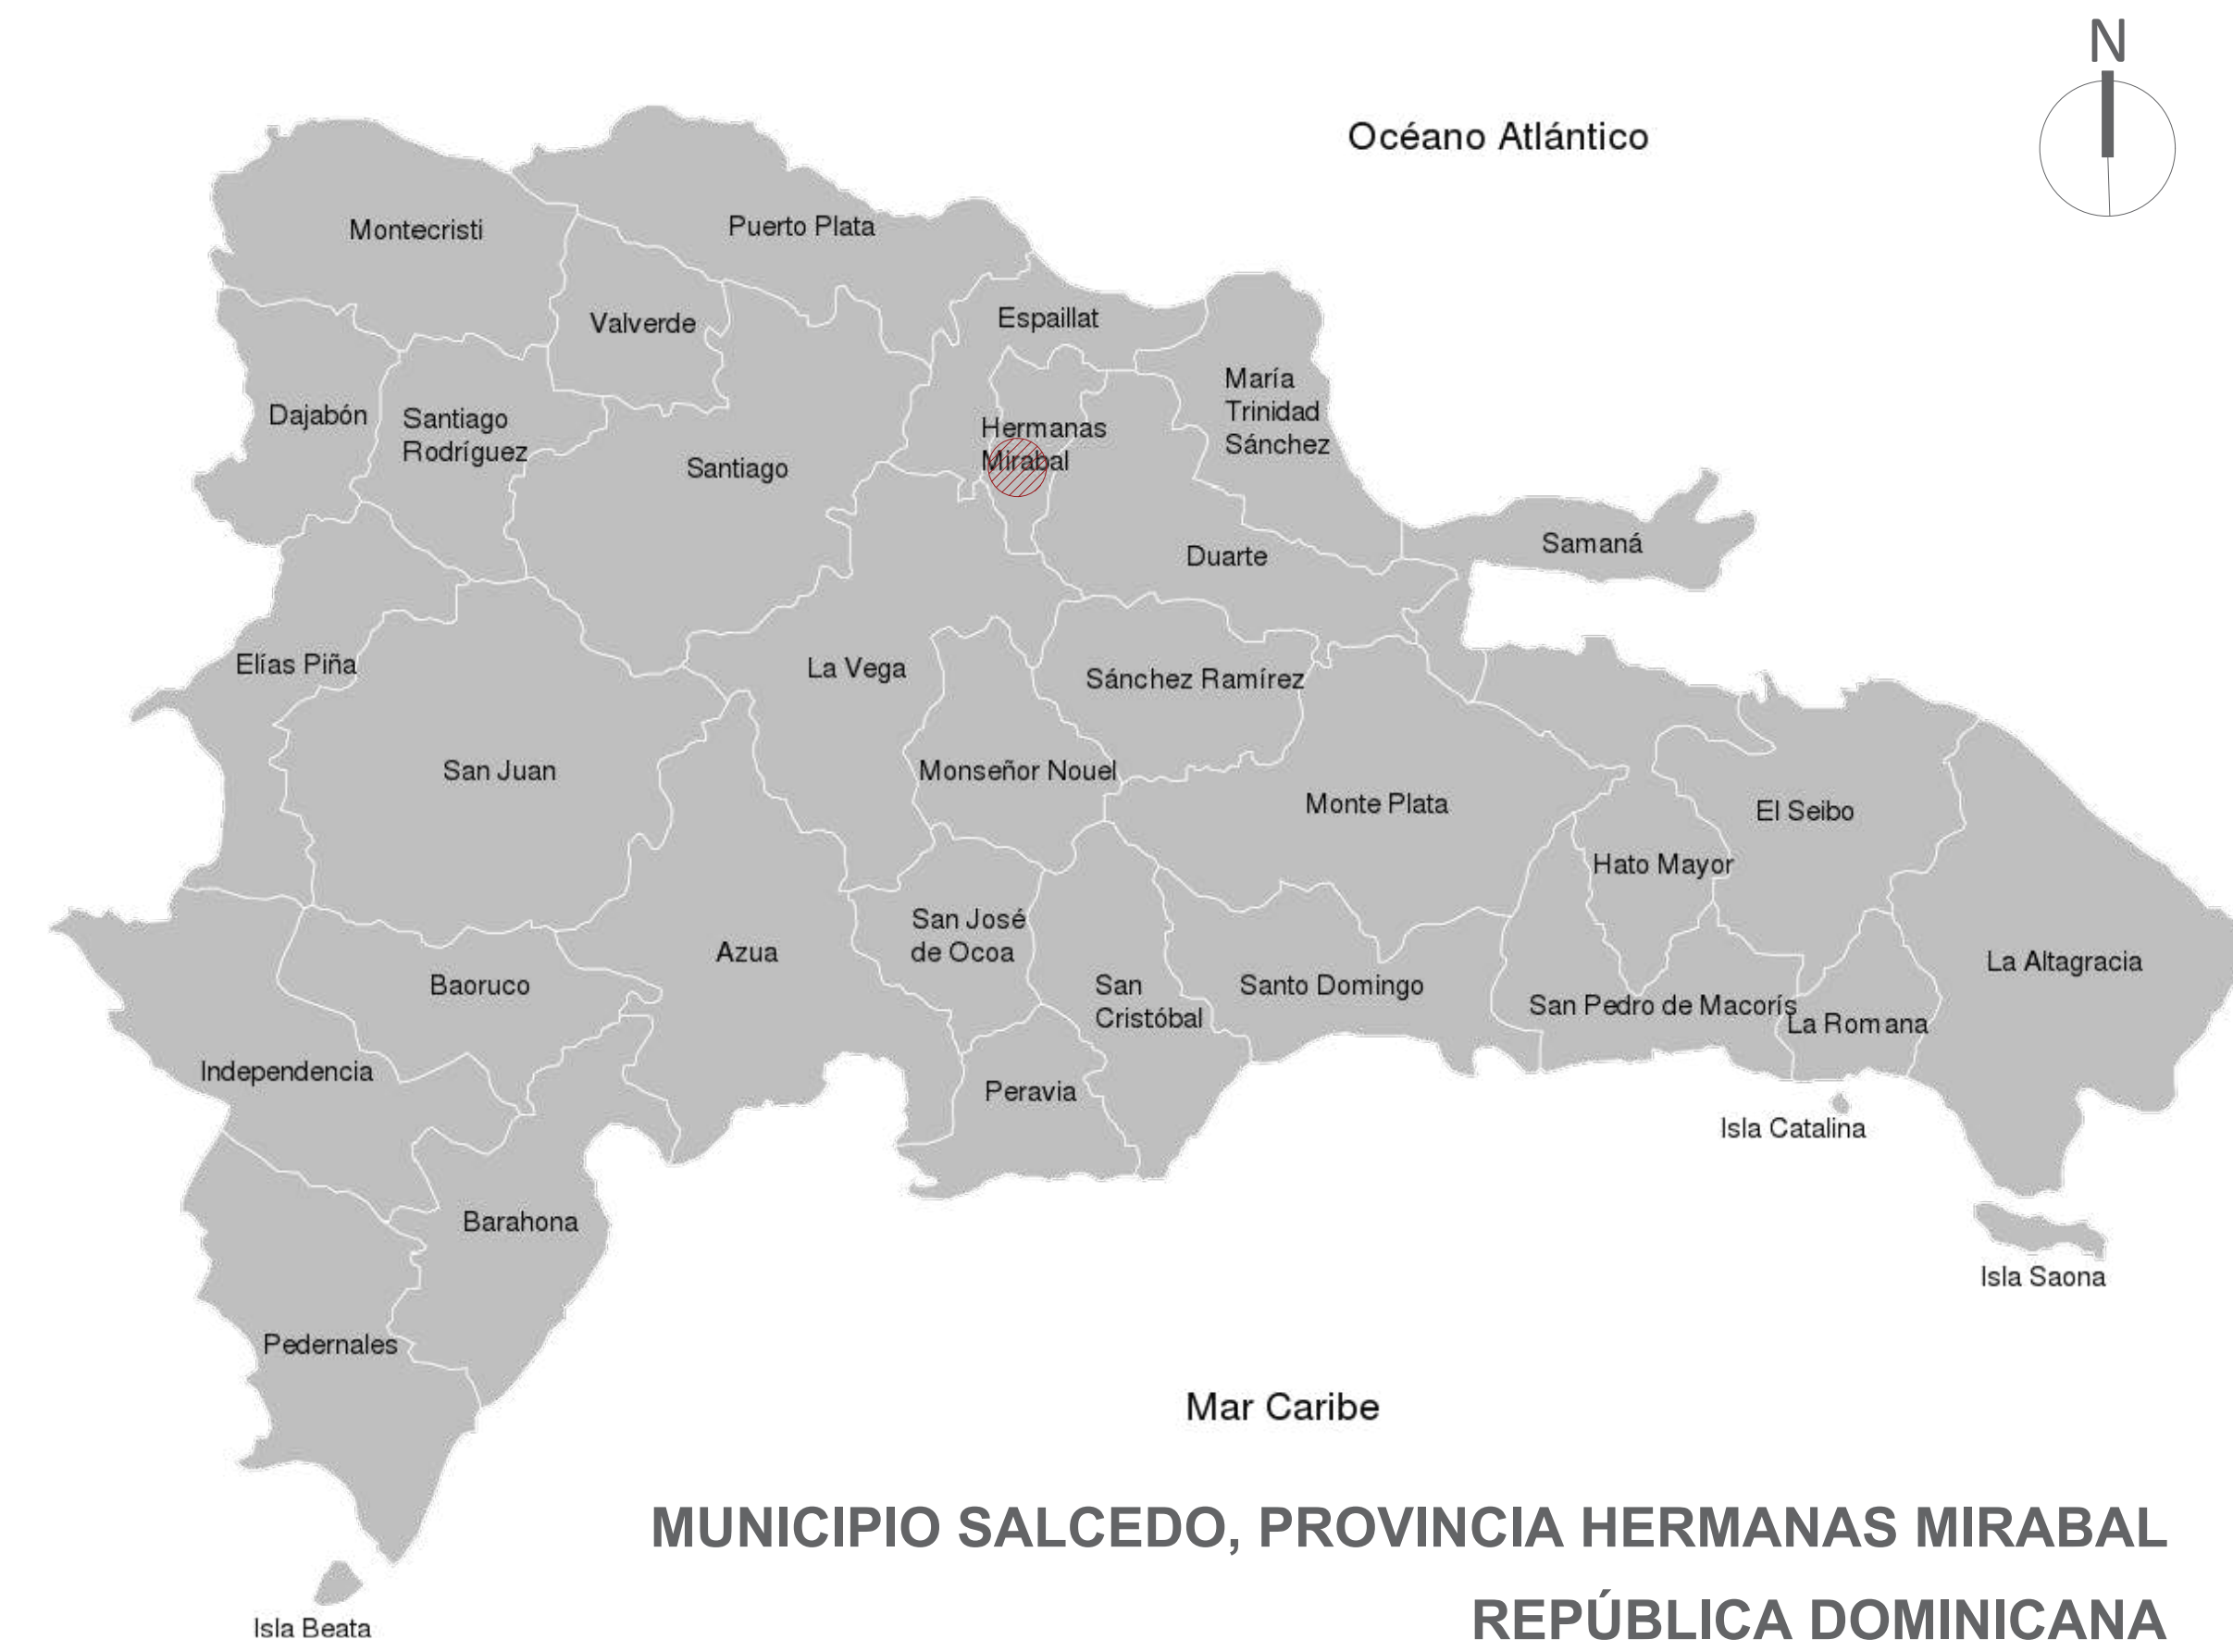 N
Océano Atlántico
Montecristi
Puerto Plata
Valverde
Espaillat
María
Trinidad
Sánchez
Dajabón
Santiago
Rodríguez
Santiago
Hermanas
Mirabal
Samaná
Duarte
Elías Piña
La Vega
Sánchez Ramírez
San Juan
Monseñor Nouel
Monte Plata
El Seibo
Hato Mayor
San José
de Ocoa
Azua
La Altagracia
Baoruco
San
Cristóbal
Santo Domingo
San Pedro de Macorís
La Romana
Independencia
Peravia
Isla Catalina
Barahona
Isla Saona
Pedernales
Mar Caribe
MUNICIPIO SALCEDO, PROVINCIA HERMANAS MIRABAL
REPÚBLICA DOMINICANA
Isla Beata